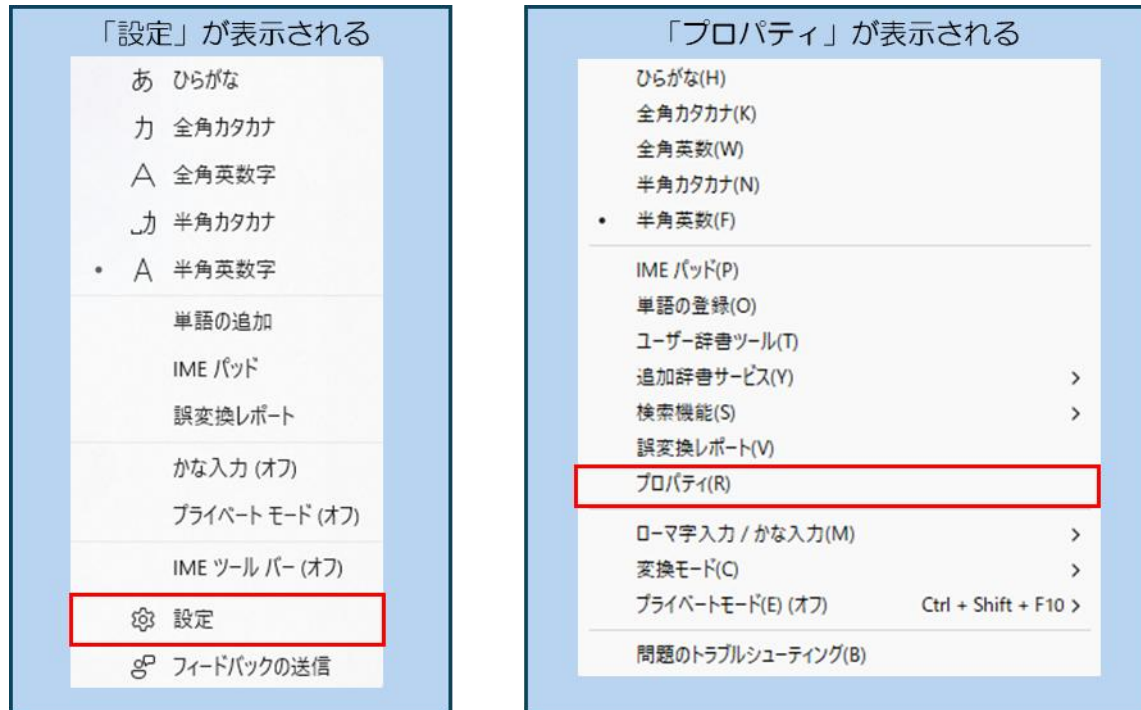 「設定」が表示される
あ ひらがな
カ 全角カタカナ
A 全角英数字
_カ 半角カタカナ
• A 半角英数字
単語の追加
IME パッド
誤変換レポート
かな入力 (オフ)
プライベート モード (オフ)
IME ツール バー (オフ)
設定
フィードバックの送信
「プロパティ」が表示される
ひらがな(H)
全角カタカナ(K)
全角英数(W)
半角カタカナ(N)
• 半角英数(F)
IME パッド(P)
単語の登録(O)
ユーザー辞書ツール(T)
追加辞書サービス(Y) >
検索機能(S) >
誤変換レポート(V)
プロパティ(R)
ローマ字入力 / かな入力(M) >
変換モード(C) >
プライベートモード(E) (オフ) Ctrl + Shift + F10 >
問題のトラブルシューティング(B)